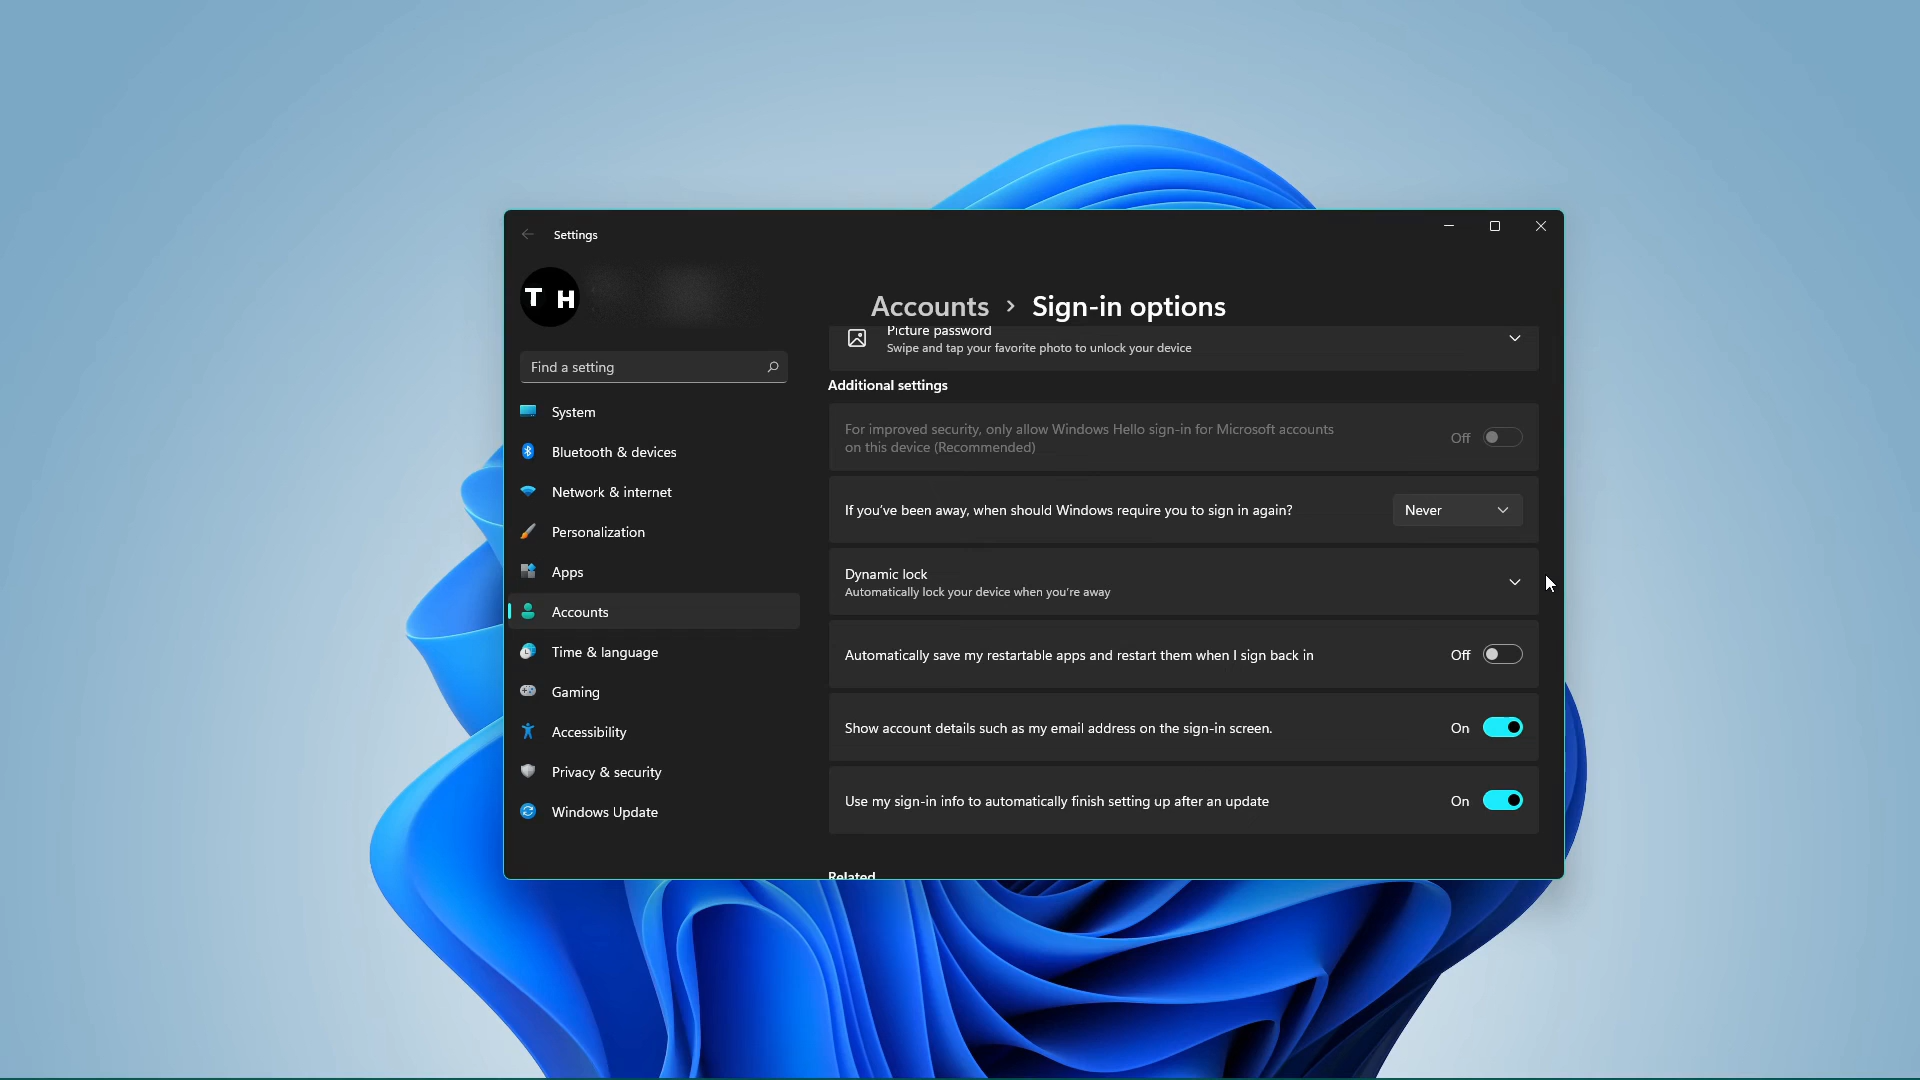 Settings
T H
Accounts > Sign-in options
Picture password
Swipe and tap your favorite photo to unlock your device
Find a setting
System
Bluetooth & devices
Network & internet
Personalization
Apps
Accounts
Time & language
Gaming
Accessibility
Privacy & security
Windows Update
Additional settings
For improved security, only allow Windows Hello sign-in for Microsoft accounts
on this device (Recommended)
Off
If you've been away, when should Windows require you to sign in again?
Never
Dynamic lock
Automatically lock your device when you're away
Automatically save my restartable apps and restart them when I sign back in
Off
Show account details such as my email address on the sign-in screen.
On
Use my sign-in info to automatically finish setting up after an update
On
Related